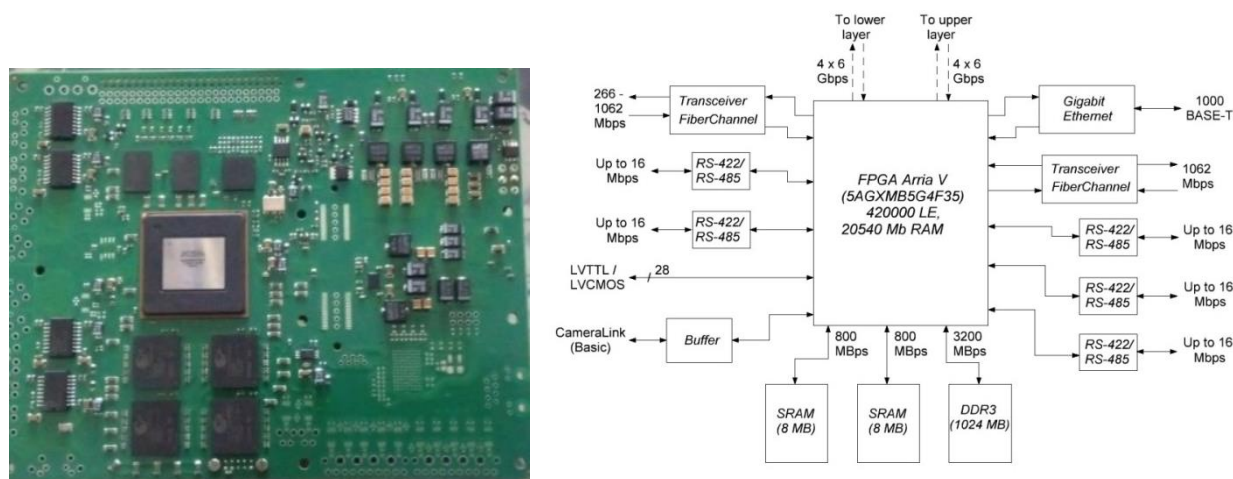 To lower
layer
To upper
layer
4 x 6
Gbps
4 x 6
Gbps
266 -
1062
Mbps
Transceiver
FiberChannel
Gigabit
Ethernet
1000
BASE-T
Up to 16
Mbps
RS-422/
RS-485
FPGA Arria V
(5AGXMB5G4F35)
420000 LE,
20540 Mb RAM
Transceiver
FiberChannel
1062
Mbps
Up to 16
Mbps
RS-422/
RS-485
RS-422/
RS-485
Up to 16
Mbps
LVTTL /
LVCMOS
28
RS-422/
RS-485
Up to 16
Mbps
CameraLink
(Basic)
Buffer
800
MBps
800
MBps
3200
MBps
RS-422/
RS-485
Up to 16
Mbps
SRAM
(8 MB)
SRAM
(8 MB)
DDR3
(1024 MB)